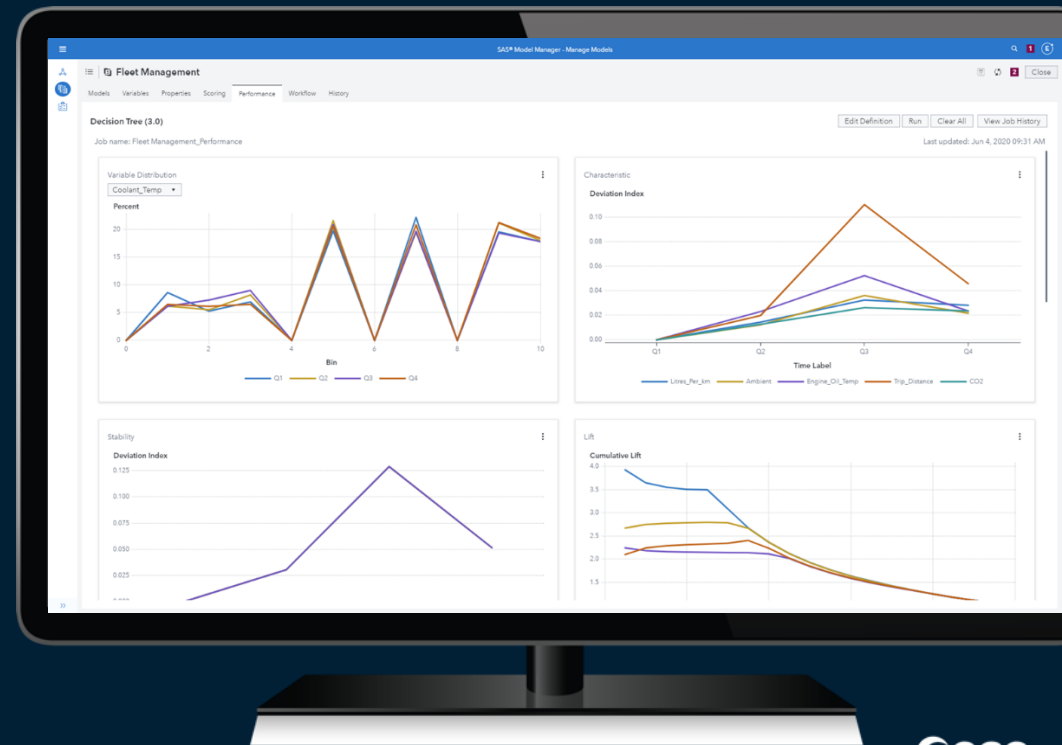 SAS® Model Manager - Manage Models
1
E
Fleet Management
2
Close
Models Variables Properties Scoring Performance Workflow History
Decision Tree (3.0)
Edit Definition Run Clear All View Job History
Job name: Fleet Management_Performance
Last updated: Jun 4, 2020 09:31 AM
Variable Distribution
Coolant_Temp
Percent
20
15
10
5
0
0 2 4 6 8 10
Bin
Q1 Q2 Q3 Q4
Characteristic
Deviation Index
0.10
0.08
0.06
0.04
0.02
0.00
Q1 Q2 Q3 Q4
Time Label
Litres_Per_km Ambient Engine_Oil_Temp Trip_Distance CO2
Stability
Deviation Index
0.125
0.100
0.075
0.050
0.025
Lift
Cumulative Lift
4.0
3.5
3.0
2.5
2.0
1.5